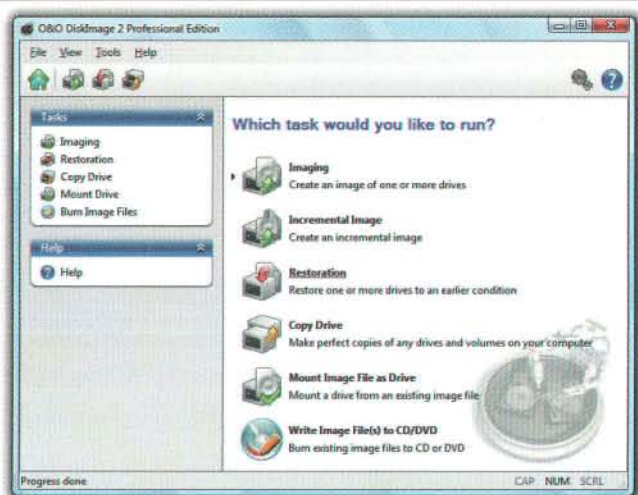 O&O DiskImage 2 Professional Edition
File View Tools Help
Tasks
Imaging
Restoration
Copy Drive
Mount Drive
Burn Image Files
Help
Help
Which task would you like to run?
Imaging
Create an image of one or more drives
Incremental Image
Create an incremental image
Restoration
Restore one or more drives to an earlier condition
Copy Drive
Make perfect copies of any drives and volumes on your computer
Mount Image File as Drive
Mount a drive from an existing image file
Write Image File(s) to CD/DVD
Burn existing image files to CD or DVD
Progress done
CAP NUM SCRL